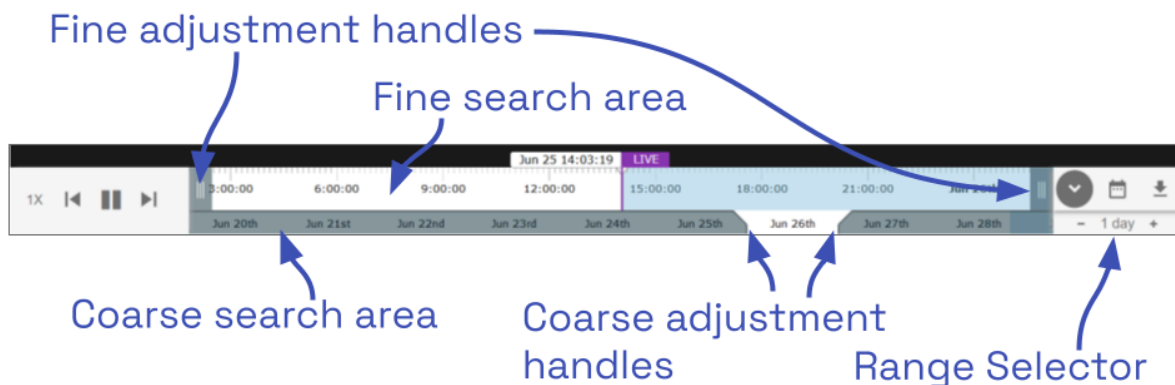 Fine adjustment handles
Fine search area
Jun 25 14:03:19 LIVE
1X
3:00:00 6:00:00 9:00:00 12:00:00 15:00:00 18:00:00 21:00:00 Jun 26th
Jun 20th Jun 21st Jun 22nd Jun 23rd Jun 24th Jun 25th Jun 26th Jun 27th Jun 28th
- 1 day +
Coarse search area
Coarse adjustment
handles
Range Selector